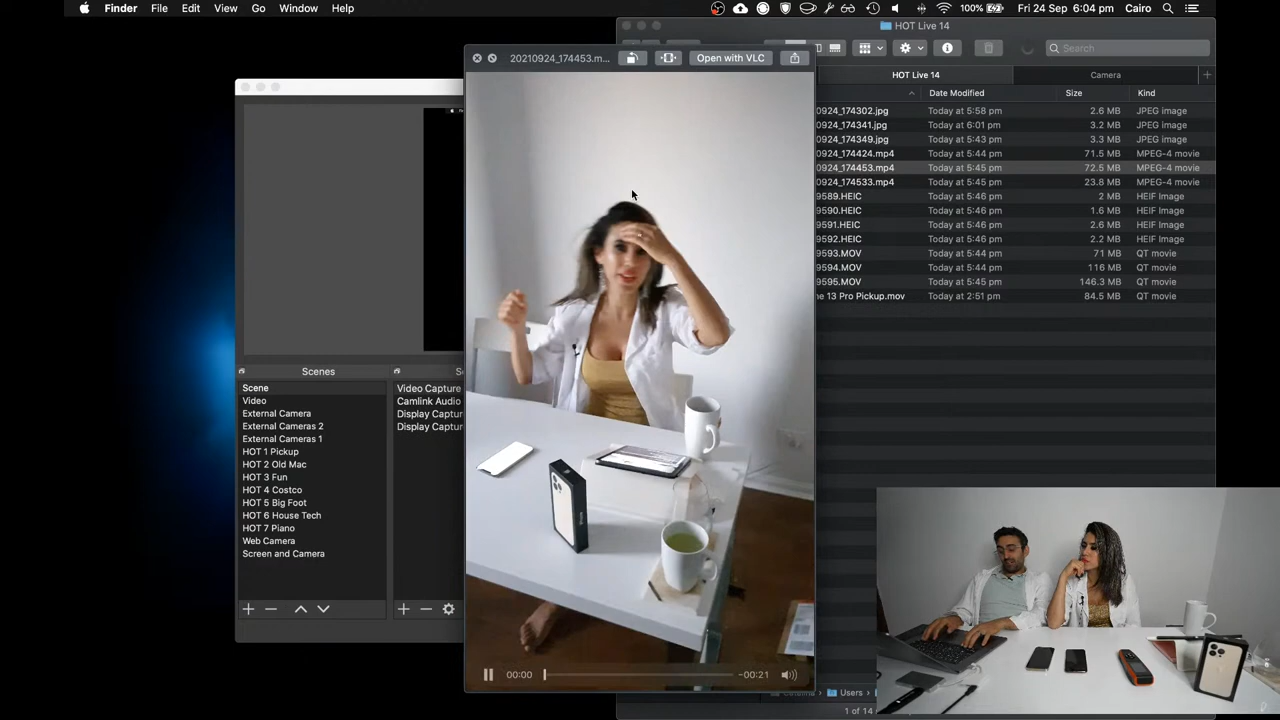 Finder File Edit View Go Window Help
100% Fri 24 Sep 6:04 pm Cairo
HOT Live 14
20210924_174453.m... Open with VLC
Search
HOT Live 14 Camera
Date Modified Size Kind
0924_174302.jpg Today at 5:58 pm 2.6 MB JPEG image
0924_174341.jpg Today at 6:01 pm 3.2 MB JPEG image
0924_174349.jpg Today at 5:43 pm 3.3 MB JPEG image
0924_174424.mp4 Today at 5:44 pm 71.5 MB MPEG-4 movie
0924_174453.mp4 Today at 5:45 pm 72.5 MB MPEG-4 movie
0924_174533.mp4 Today at 5:45 pm 23.8 MB MPEG-4 movie
9589.HEIC Today at 5:46 pm 2 MB HEIF Image
9590.HEIC Today at 5:46 pm 1.6 MB HEIF Image
9591.HEIC Today at 5:46 pm 2.2 MB HEIF Image
9592.HEIC Today at 5:46 pm 2.2 MB HEIF Image
9593.MOV Today at 5:44 pm 71 MB QT movie
9594.MOV Today at 5:44 pm 116 MB QT movie
9595.MOV Today at 5:45 pm 146.3 MB QT movie
ne 13 Pro Pickup.mov Today at 2:51 pm 84.5 MB QT movie
Scenes
Scene
Video
External Camera
External Cameras 2
External Cameras 1
HOT 1 Pickup
HOT 2 Old Mac
HOT 3 Fun
HOT 4 Costco
HOT 5 Big Foot
HOT 6 House Tech
HOT 7 Piano
Web Camera
Screen and Camera
Video Capture
Camlink Audio
Display Captur
Display Captur
00:00 -00:21
Users
1 of 14